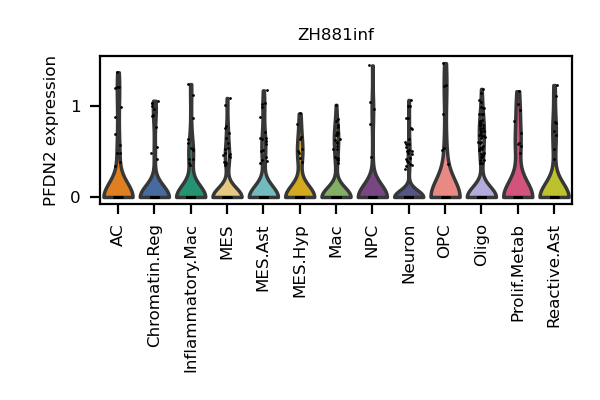 ZH881inf
PFDN2 expression
1
0
AC
Chromatin.Reg
Inflammatory.Mac
MES
MES.Ast
MES.Hyp
Mac
NPC
Neuron
OPC
Oligo
Prolif.Metab
Reactive.Ast